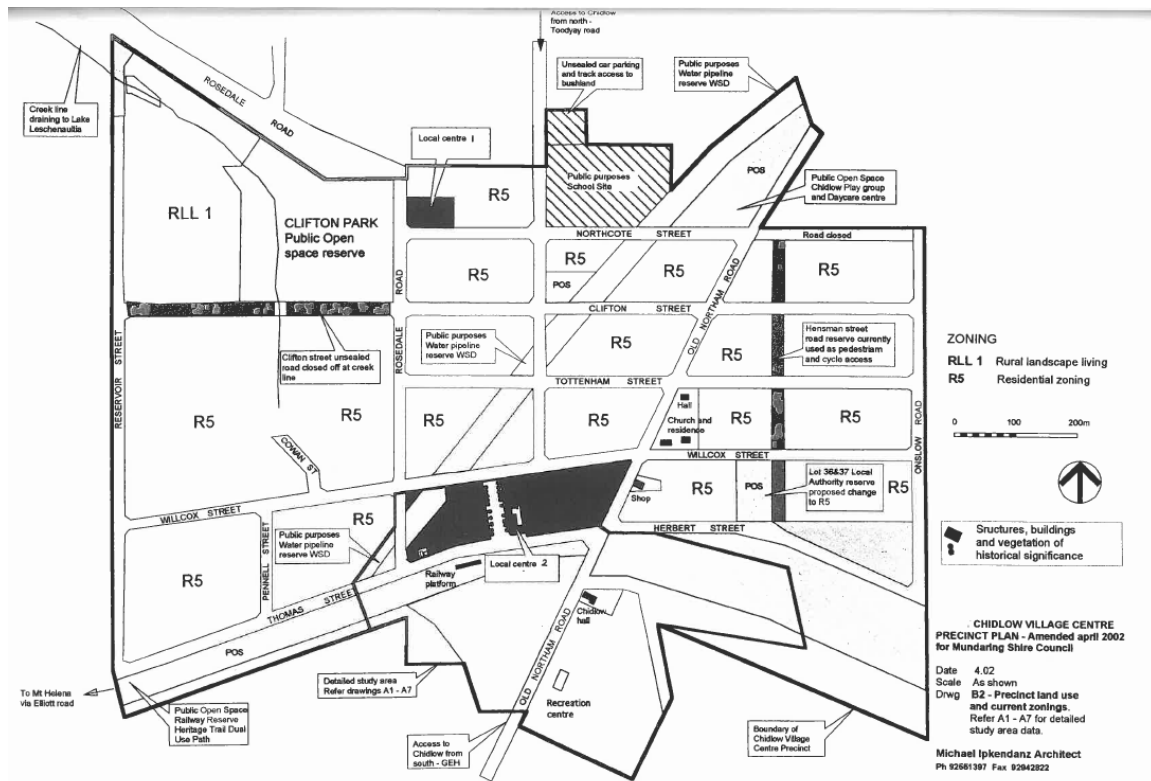 Access to Chidlow
from north -
Toodyay road
Unsealed car parking
and track access to
bushland
Public purposes
Water pipeline
reserve WSD
Creek line
draining to Lake
Leschenaultia
ROSEDALE
ROAD
Local centre 1
Public purposes
School Site
POS
Public Open Space
Chidlow Play group
and Daycare centre
RLL 1
CLIFTON PARK
Public Open
space reserve
R5
NORTHCOTE STREET
Road closed
R5
R5
POS
R5
R5
ROAD
CLIFTON STREET
OLD NORTHAM ROAD
RESERVOIR STREET
Clifton street unsealed
road closed off at creek
line
ROSEDALE
Public purposes
Water pipeline
reserve WSD
R5
R5
Hensman street
road reserve currently
used as pedestriam
and cycle access
R5
TOTTENHAM STREET
ZONING
RLL 1 Rural landscape
living
R5 Residential zoning
0 100 200m
R5
R5
R5
R5
Hall
Church and
residence
R5
R5
ONSLOW ROAD
COWAN ST
WILLCOX STREET
Shop
R5
POS
Lot 36&37 Local
Authority reserve
proposed change
to R5
R5
HERBERT STREET
WILLCOX STREET
R5
Public purposes
Water pipeline
reserve WSD
R5
PENNELL STREET
Railway
platform
Local centre 2
Sructures, buildings
and vegetation of
historical significance
THOMAS STREET
Chidlow
hall
POS
OLD NORTHAM ROAD
Detailed study area
Refer drawings A1 - A7
Recreation
centre
To Mt Helena
via Elliott road
Public Open Space
Railway Reserve
Heritage Trail Dual
Use Path
Access to
Chidlow from
south - GEH
Boundary of
Chidlow Village
Centre Precinct
CHIDLOW VILLAGE CENTRE
PRECINCT PLAN - Amended april 2002
for Mundaring Shire Council
Date 4.02
Scale As shown
Drwg B2 - Precinct land use
and current zonings.
Refer A1 - A7 for detailed
study area data.
Michael Ipkendanz Architect
Ph 92551397 Fax 92942822